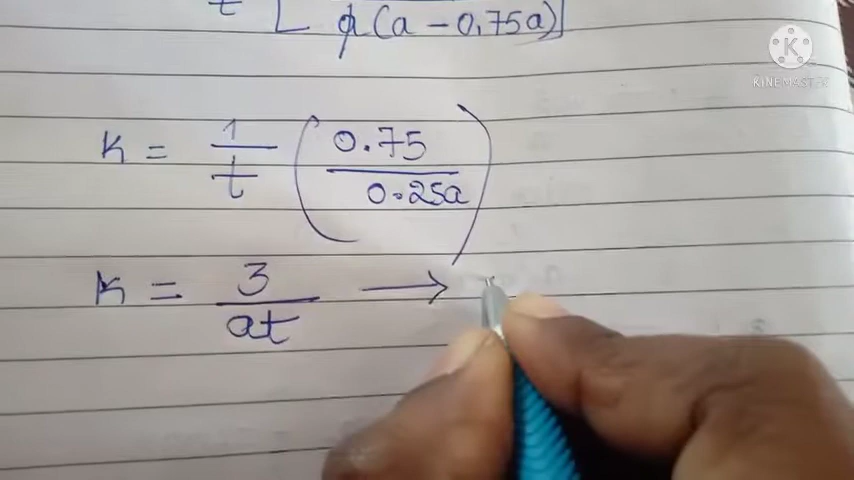 t [ a (a - 0.75a) ]
K
KINEMASTER
K = 1/t ( 0.75 / 0.25a )
K = 3/at →